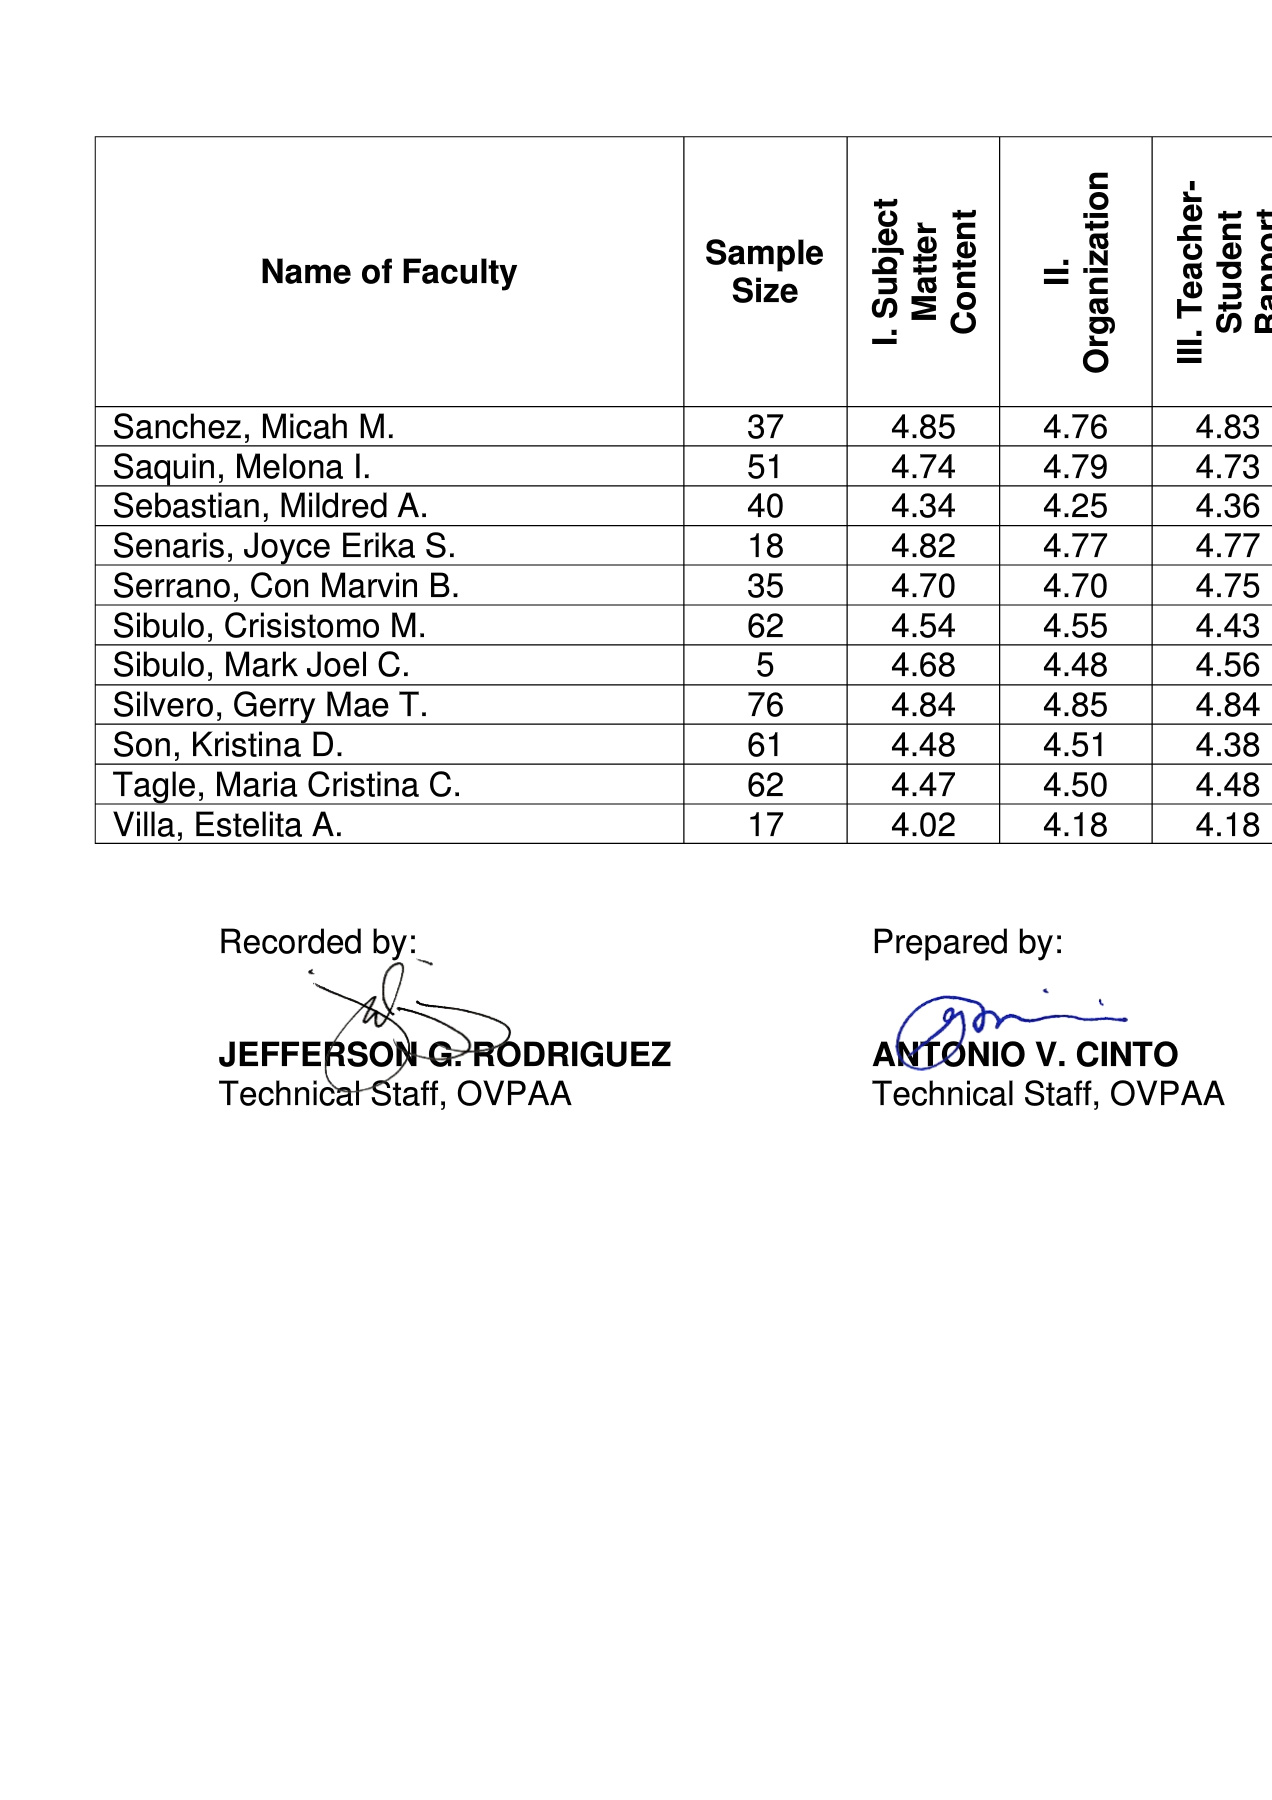 Name of Faculty
Sample
Size
I. Subject
Matter
Content
II.
Organization
III. Teacher-
Student
Rapport
Sanchez, Micah M. 37 4.85 4.76 4.83
Saquin, Melona I. 51 4.74 4.79 4.73
Sebastian, Mildred A. 40 4.34 4.25 4.36
Senaris, Joyce Erika S. 18 4.82 4.77 4.77
Serrano, Con Marvin B. 35 4.70 4.70 4.75
Sibulo, Crisistomo M. 62 4.54 4.55 4.43
Sibulo, Mark Joel C. 5 4.68 4.48 4.56
Silvero, Gerry Mae T. 76 4.84 4.85 4.84
Son, Kristina D. 61 4.48 4.51 4.38
Tagle, Maria Cristina C. 62 4.47 4.50 4.48
Villa, Estelita A. 17 4.02 4.18 4.18
Recorded by: Prepared by:
JEFFERSON G. RODRIGUEZ ANTONIO V. CINTO
Technical Staff, OVPAA Technical Staff, OVPAA